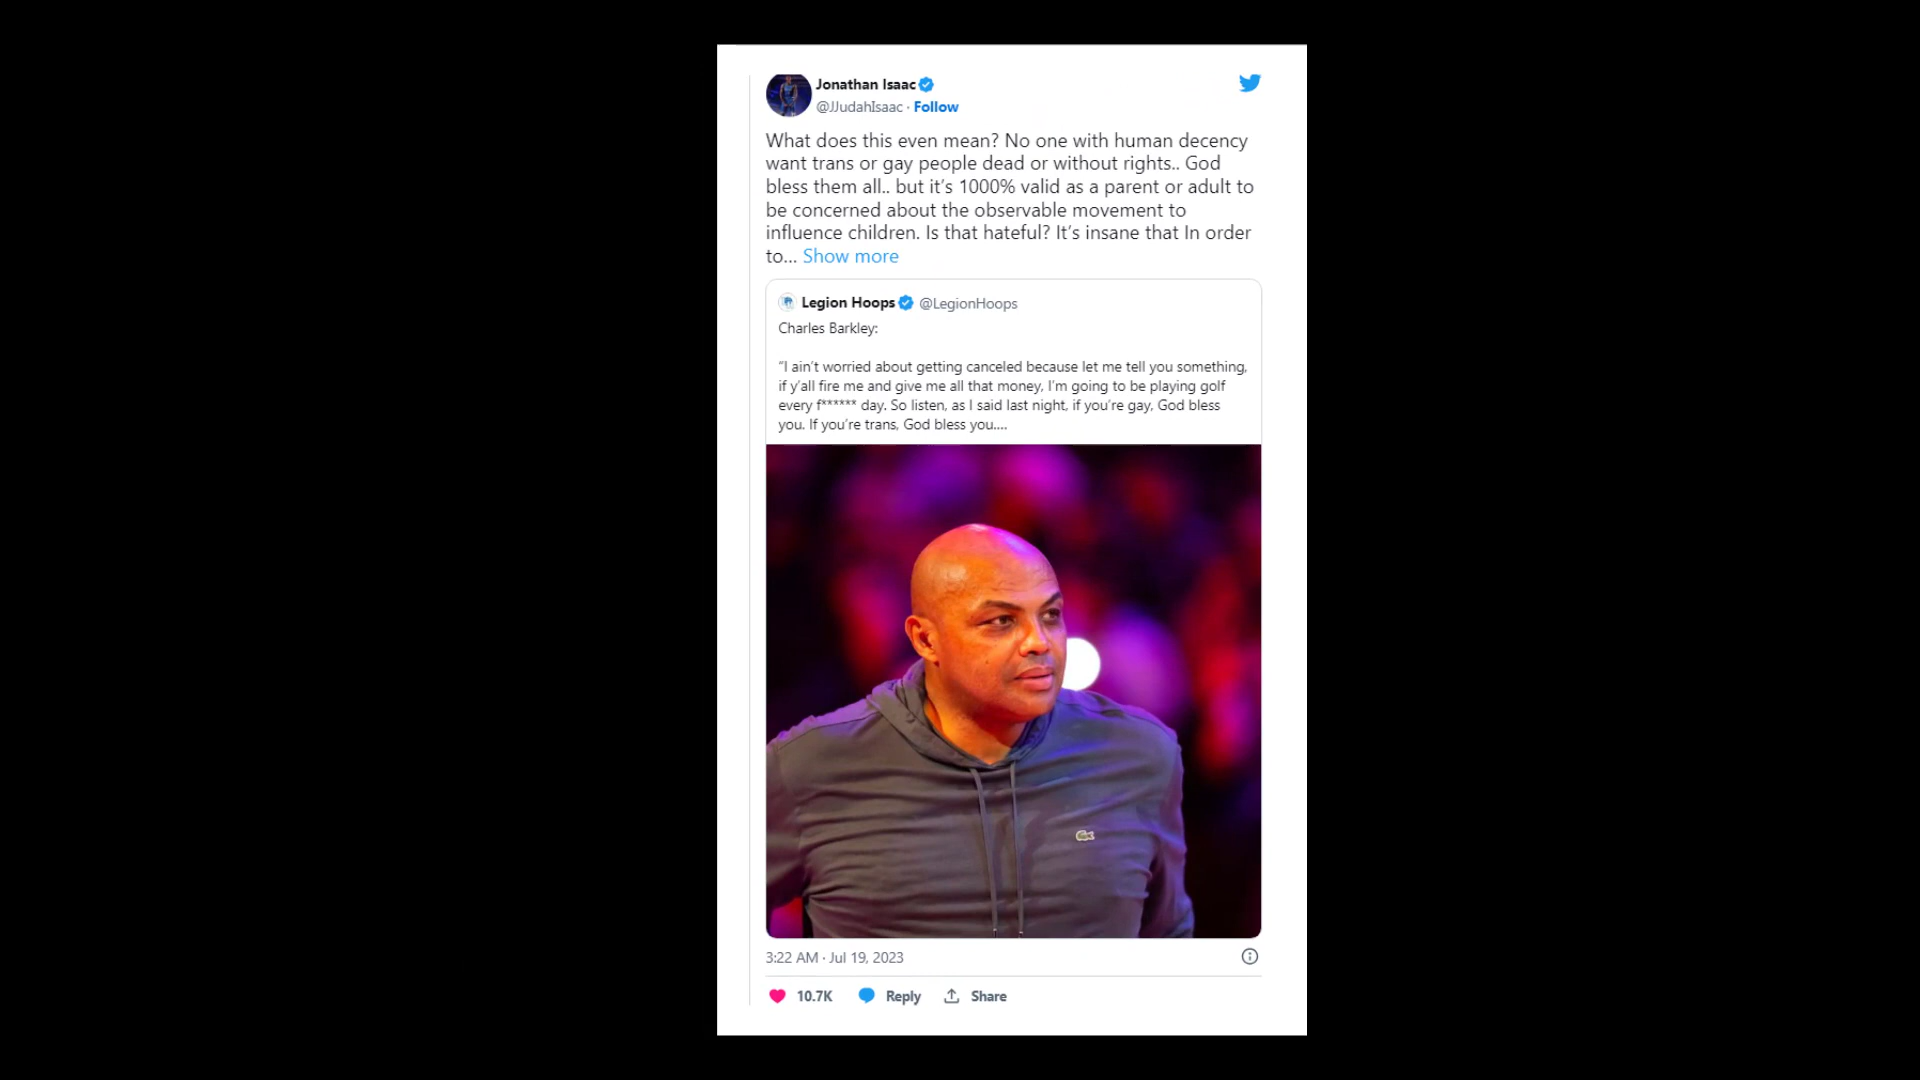 Jonathan Isaac
@JJudahIsaac · Follow
What does this even mean? No one with human decency
want trans or gay people dead or without rights.. God
bless them all.. but it’s 1000% valid as a parent or adult to
be concerned about the observable movement to
influence children. Is that hateful? It’s insane that In order
to... Show more
Legion Hoops @LegionHoops
Charles Barkley:
“I ain’t worried about getting canceled because let me tell you something,
if y’all fire me and give me all that money, I’m going to be playing golf
every f****** day. So listen, as I said last night, if you’re gay, God bless
you. If you’re trans, God bless you....
3:22 AM · Jul 19, 2023
10.7K Reply Share